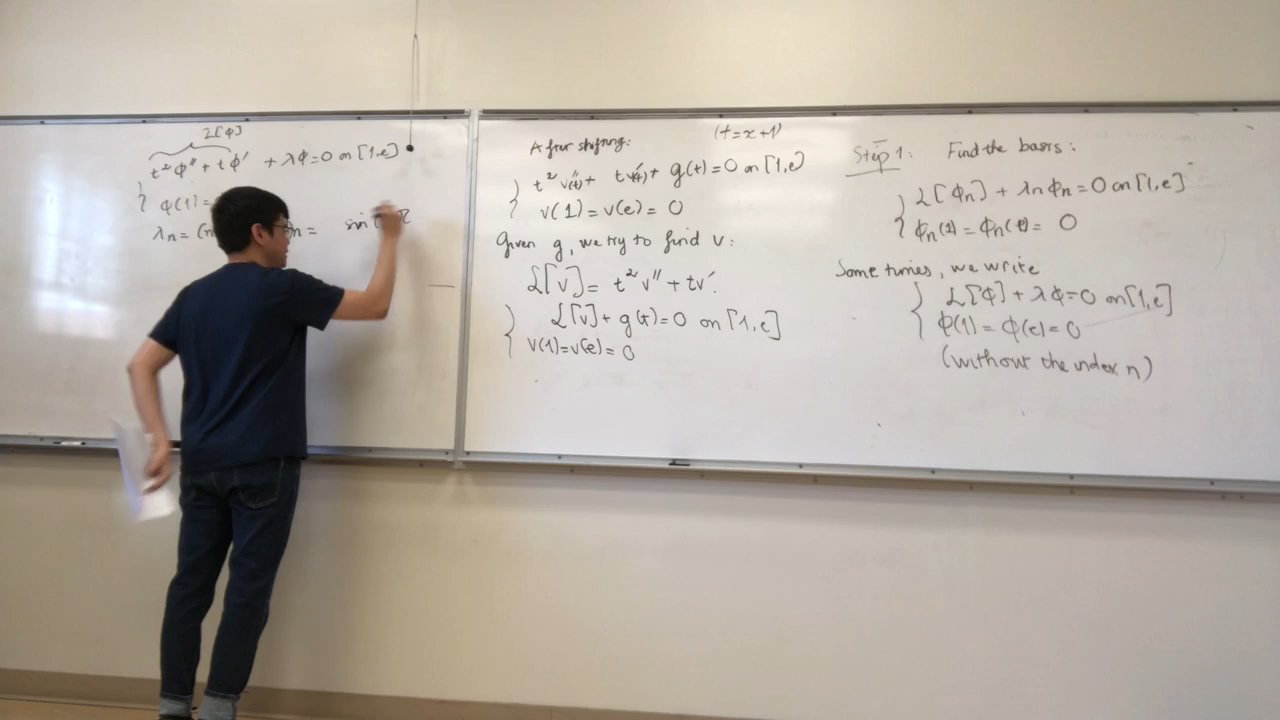 L[φ]
t²φ″ + tφ′ + λφ = 0 on [1,e]
φ(1) =
λn = (n φn = sin
After shifting: (t = x+1)
t² v″(t) + t v′(t) + g(t) = 0 on [1,e]
v(1) = v(e) = 0
Given g, we try to find v:
L[v] = t² v″ + tv′.
L[v] + g(t) = 0 on [1,e]
v(1) = v(e) = 0
Step 1: Find the basis:
L[φn] + λn φn = 0 on [1,e]
φn(1) = φn(e) = 0
Some times, we write
L[φ] + λφ = 0 on [1,e]
φ(1) = φ(e) = 0
(without the index n)